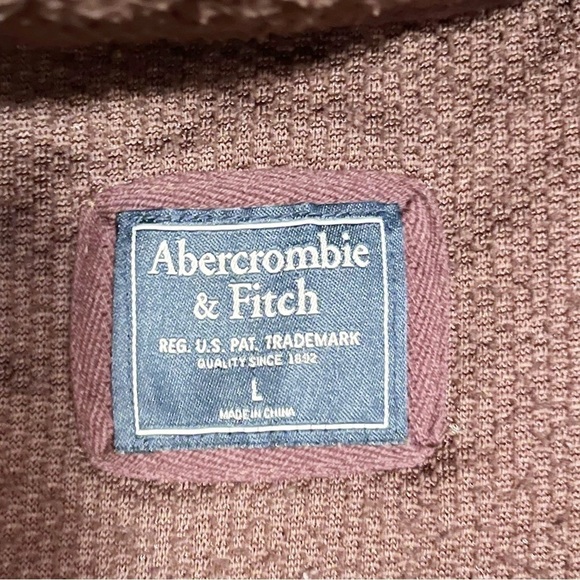 Abercrombie
& Fitch
REG. U.S. PAT. TRADEMARK
QUALITY SINCE 1892
L
MADE IN CHINA